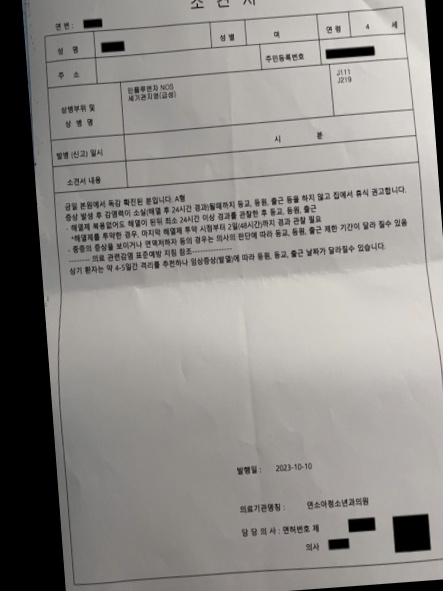 소 견 서
연 번 :
성 명 성 별 여 연 령 4 세
주 소 주민등록번호
상병부위 및
상 병 명
인플루엔자 NOS
세기관지염(급성)
J111
J219
발병 (신고) 일시 시 분
소견서 내용
금일 본원에서 독감 확진된 분입니다. A형
증상 발생 후 감염력이 소실(해열 후 24시간 경과)될때까지 등교, 등원, 출근 등을 하지 않고 집에서 휴식 권고합니다.
- 해열제 복용없어도 해열이 된뒤 최소 24시간 이상 경과를 관찰한 후 등교, 등원, 출근
*해열제를 투약한 경우, 마지막 해열제 투약 시점부터 2일(48시간)까지 경과 관찰 필요
- 중증의 증상을 보이거나 면역저하자 등의 경우는 의사의 판단에 따라 등교, 등원, 출근 제한 기간이 달라 질수 있음
-------- 의료 관련감염 표준예방 지침 참조---------------
상기 환자는 약 4-5일간 격리를 추천하나 임상증상(발열)에 따라 등원, 등교, 출근 날짜가 달라질수 있습니다.
발행일 : 2023-10-10
의료기관명칭 : 연소아청소년과의원
담 당 의 사 : 면허번호 제
의사